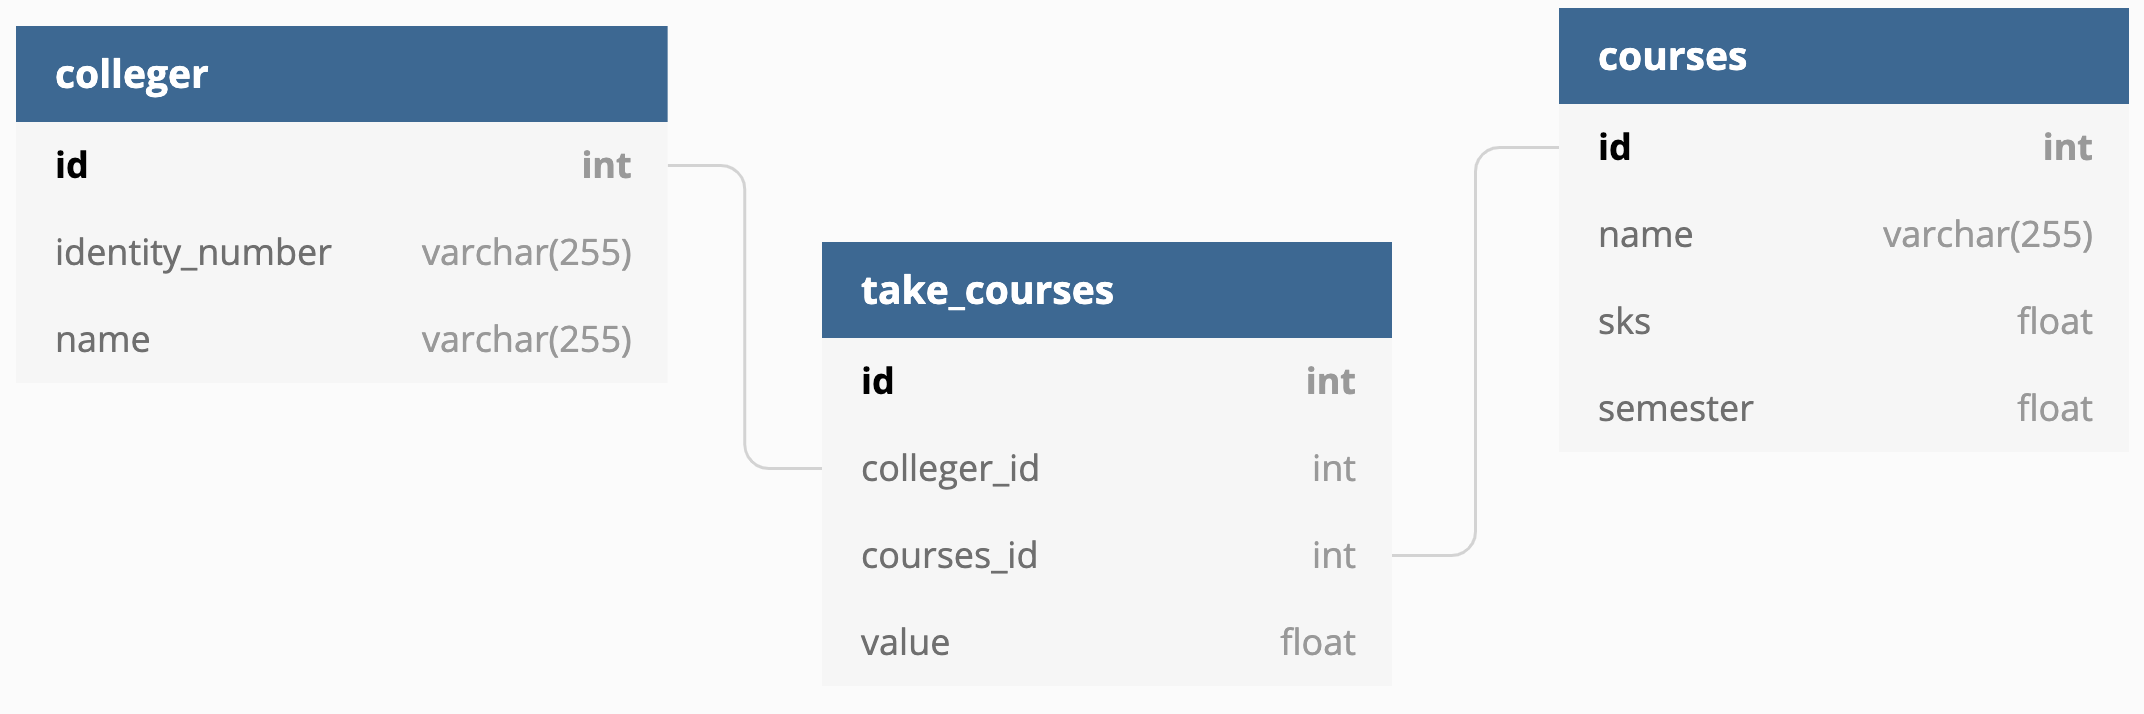 colleger
id int
identity_number varchar(255)
name varchar(255)
take_courses
id int
colleger_id int
courses_id int
value float
courses
id int
name varchar(255)
sks float
semester float